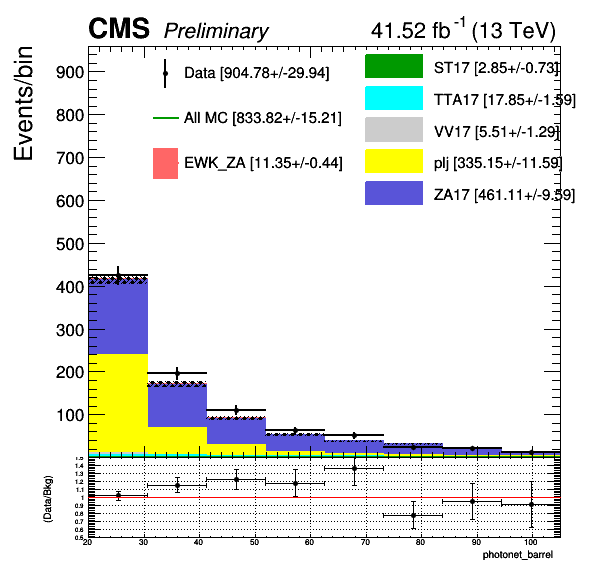 CMS Preliminary 41.52 fb-1 (13 TeV)
Events/bin
900
800
700
600
500
400
300
200
100
Data [904.78+/-29.94]
All MC [833.82+/-15.21]
EWK_ZA [11.35+/-0.44]
ST17 [2.85+/-0.73]
TTA17 [17.85+/-1.59]
VV17 [5.51+/-1.29]
plj [335.15+/-11.59]
ZA17 [461.11+/-9.59]
(Data/Bkg)
1.5
1.4
1.3
1.2
1.1
1
0.9
0.8
0.7
0.6
0.5
20 30 40 50 60 70 80 90 100
photonet_barrel